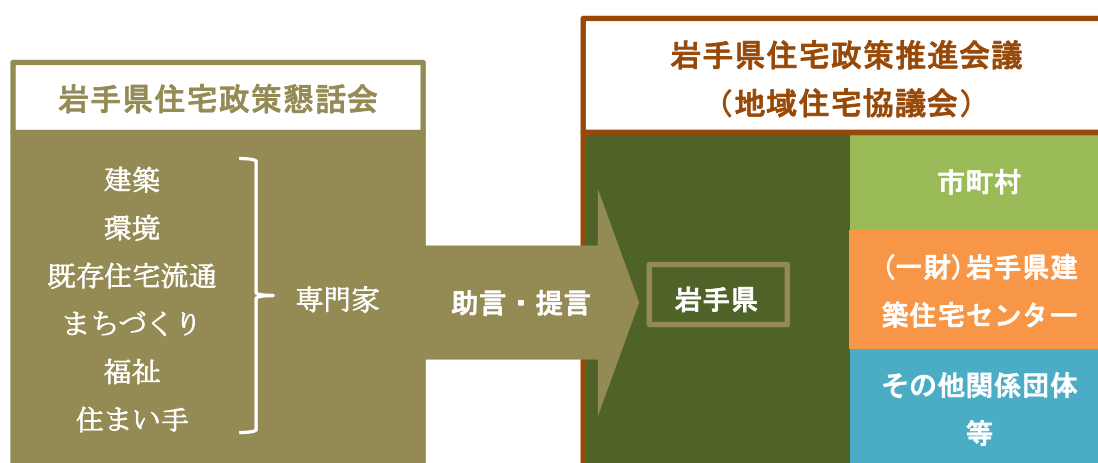 岩手県住宅政策懇話会
建築
環境
既存住宅流通
まちづくり
福祉
住まい手
専門家
助言・提言
岩手県住宅政策推進会議
（地域住宅協議会）
岩手県
市町村
(一財)岩手県建
築住宅センター
その他関係団体
等